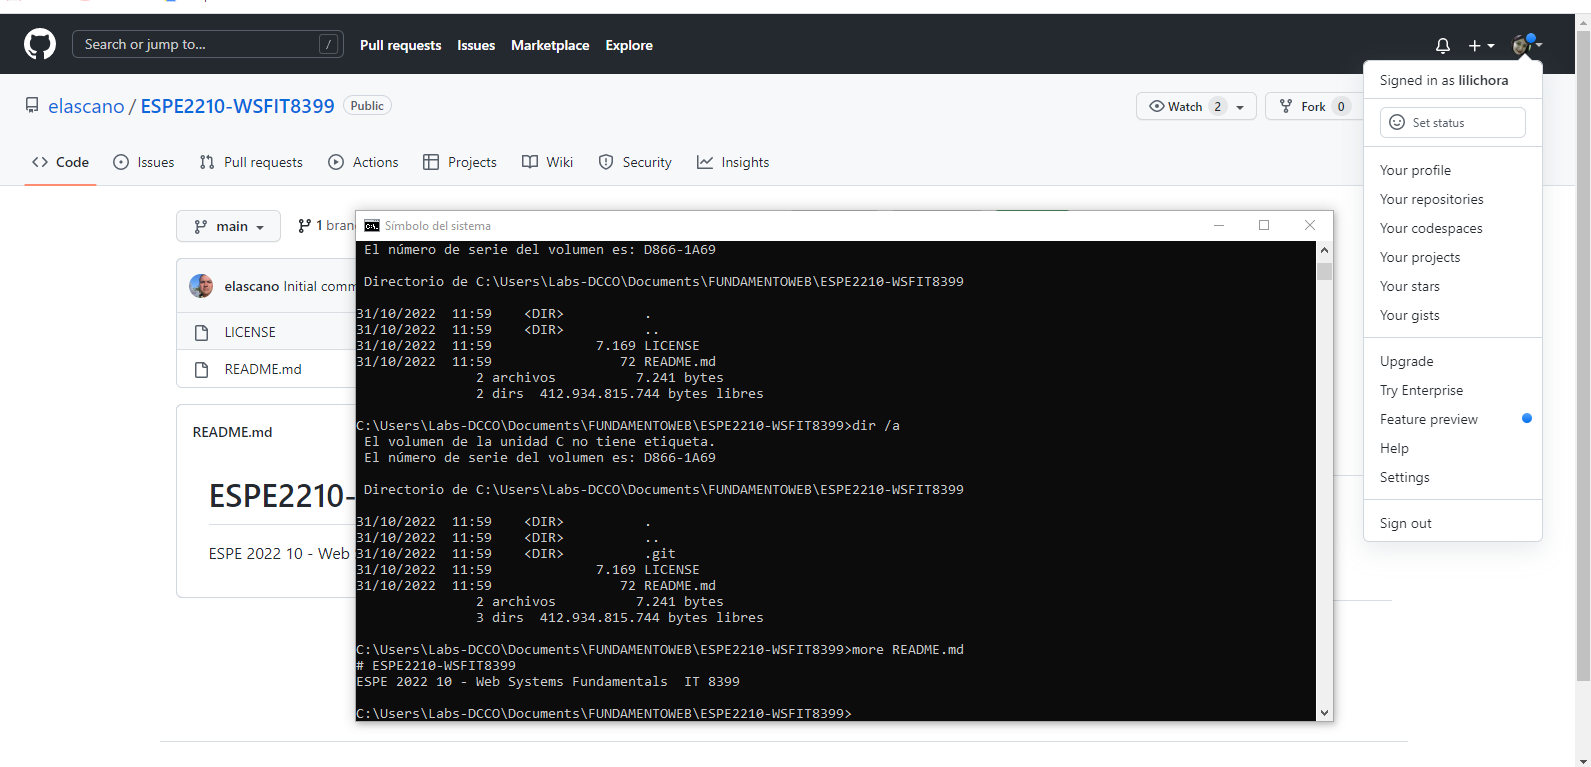 Search or jump to... / Pull requests Issues Marketplace Explore
Signed in as lilichora
elascano / ESPE2210-WSFIT8399 Public
Watch 2 Fork 0
Set status
Code Issues Pull requests Actions Projects Wiki Security Insights
Your profile
Your repositories
Your codespaces
Your projects
Your stars
Your gists
Upgrade
Try Enterprise
Feature preview
Help
Settings
Sign out
main 1 bran
elascano Initial comm
LICENSE
README.md
README.md
ESPE2210-
ESPE 2022 10 - Web
Símbolo del sistema
El número de serie del volumen es: D866-1A69
Directorio de C:\Users\Labs-DCCO\Documents\FUNDAMENTOWEB\ESPE2210-WSFIT8399
31/10/2022 11:59 <DIR> .
31/10/2022 11:59 <DIR> ..
31/10/2022 11:59 7.169 LICENSE
31/10/2022 11:59 72 README.md
2 archivos 7.241 bytes
2 dirs 412.934.815.744 bytes libres
C:\Users\Labs-DCCO\Documents\FUNDAMENTOWEB\ESPE2210-WSFIT8399>dir /a
El volumen de la unidad C no tiene etiqueta.
El número de serie del volumen es: D866-1A69
Directorio de C:\Users\Labs-DCCO\Documents\FUNDAMENTOWEB\ESPE2210-WSFIT8399
31/10/2022 11:59 <DIR> .
31/10/2022 11:59 <DIR> ..
31/10/2022 11:59 <DIR> .git
31/10/2022 11:59 7.169 LICENSE
31/10/2022 11:59 72 README.md
2 archivos 7.241 bytes
3 dirs 412.934.815.744 bytes libres
C:\Users\Labs-DCCO\Documents\FUNDAMENTOWEB\ESPE2210-WSFIT8399>more README.md
# ESPE2210-WSFIT8399
ESPE 2022 10 - Web Systems Fundamentals IT 8399
C:\Users\Labs-DCCO\Documents\FUNDAMENTOWEB\ESPE2210-WSFIT8399>